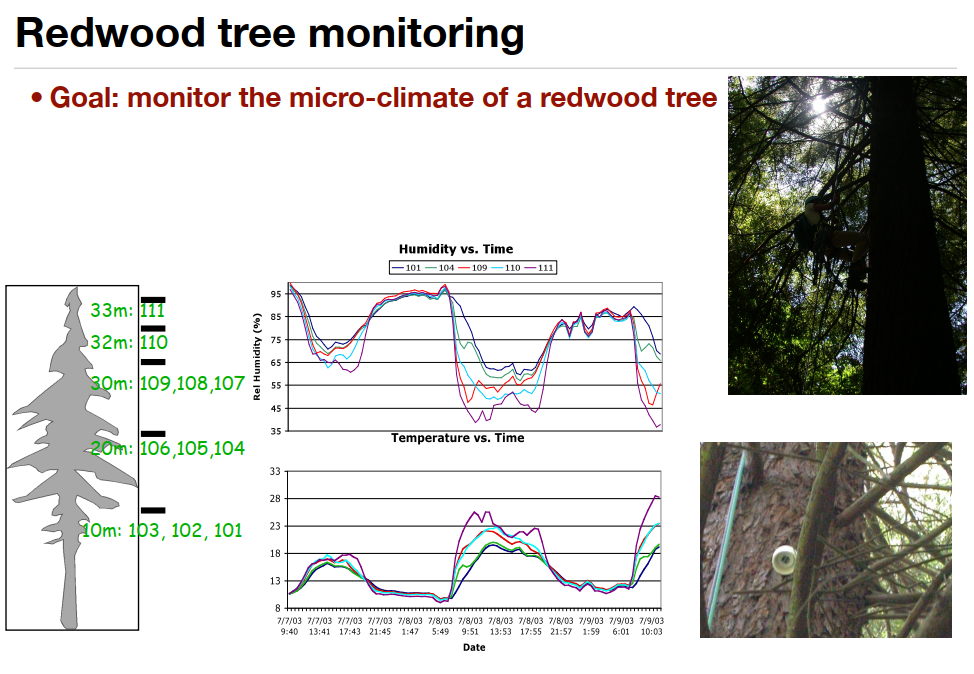 Redwood tree monitoring
• Goal: monitor the micro-climate of a redwood tree
33m: 111
32m: 110
30m: 109,108,107
20m: 106,105,104
10m: 103, 102, 101
Humidity vs. Time
101 104 109 110 111
Rel Humidity (%)
95
85
75
65
55
45
35
Temperature vs. Time
33
28
23
18
13
8
7/7/03 7/7/03 7/7/03 7/7/03 7/8/03 7/8/03 7/8/03 7/8/03 7/8/03 7/8/03 7/9/03 7/9/03 7/9/03
9:40 13:41 17:43 21:45 1:47 5:49 9:51 13:53 17:55 21:57 1:59 6:01 10:03
Date